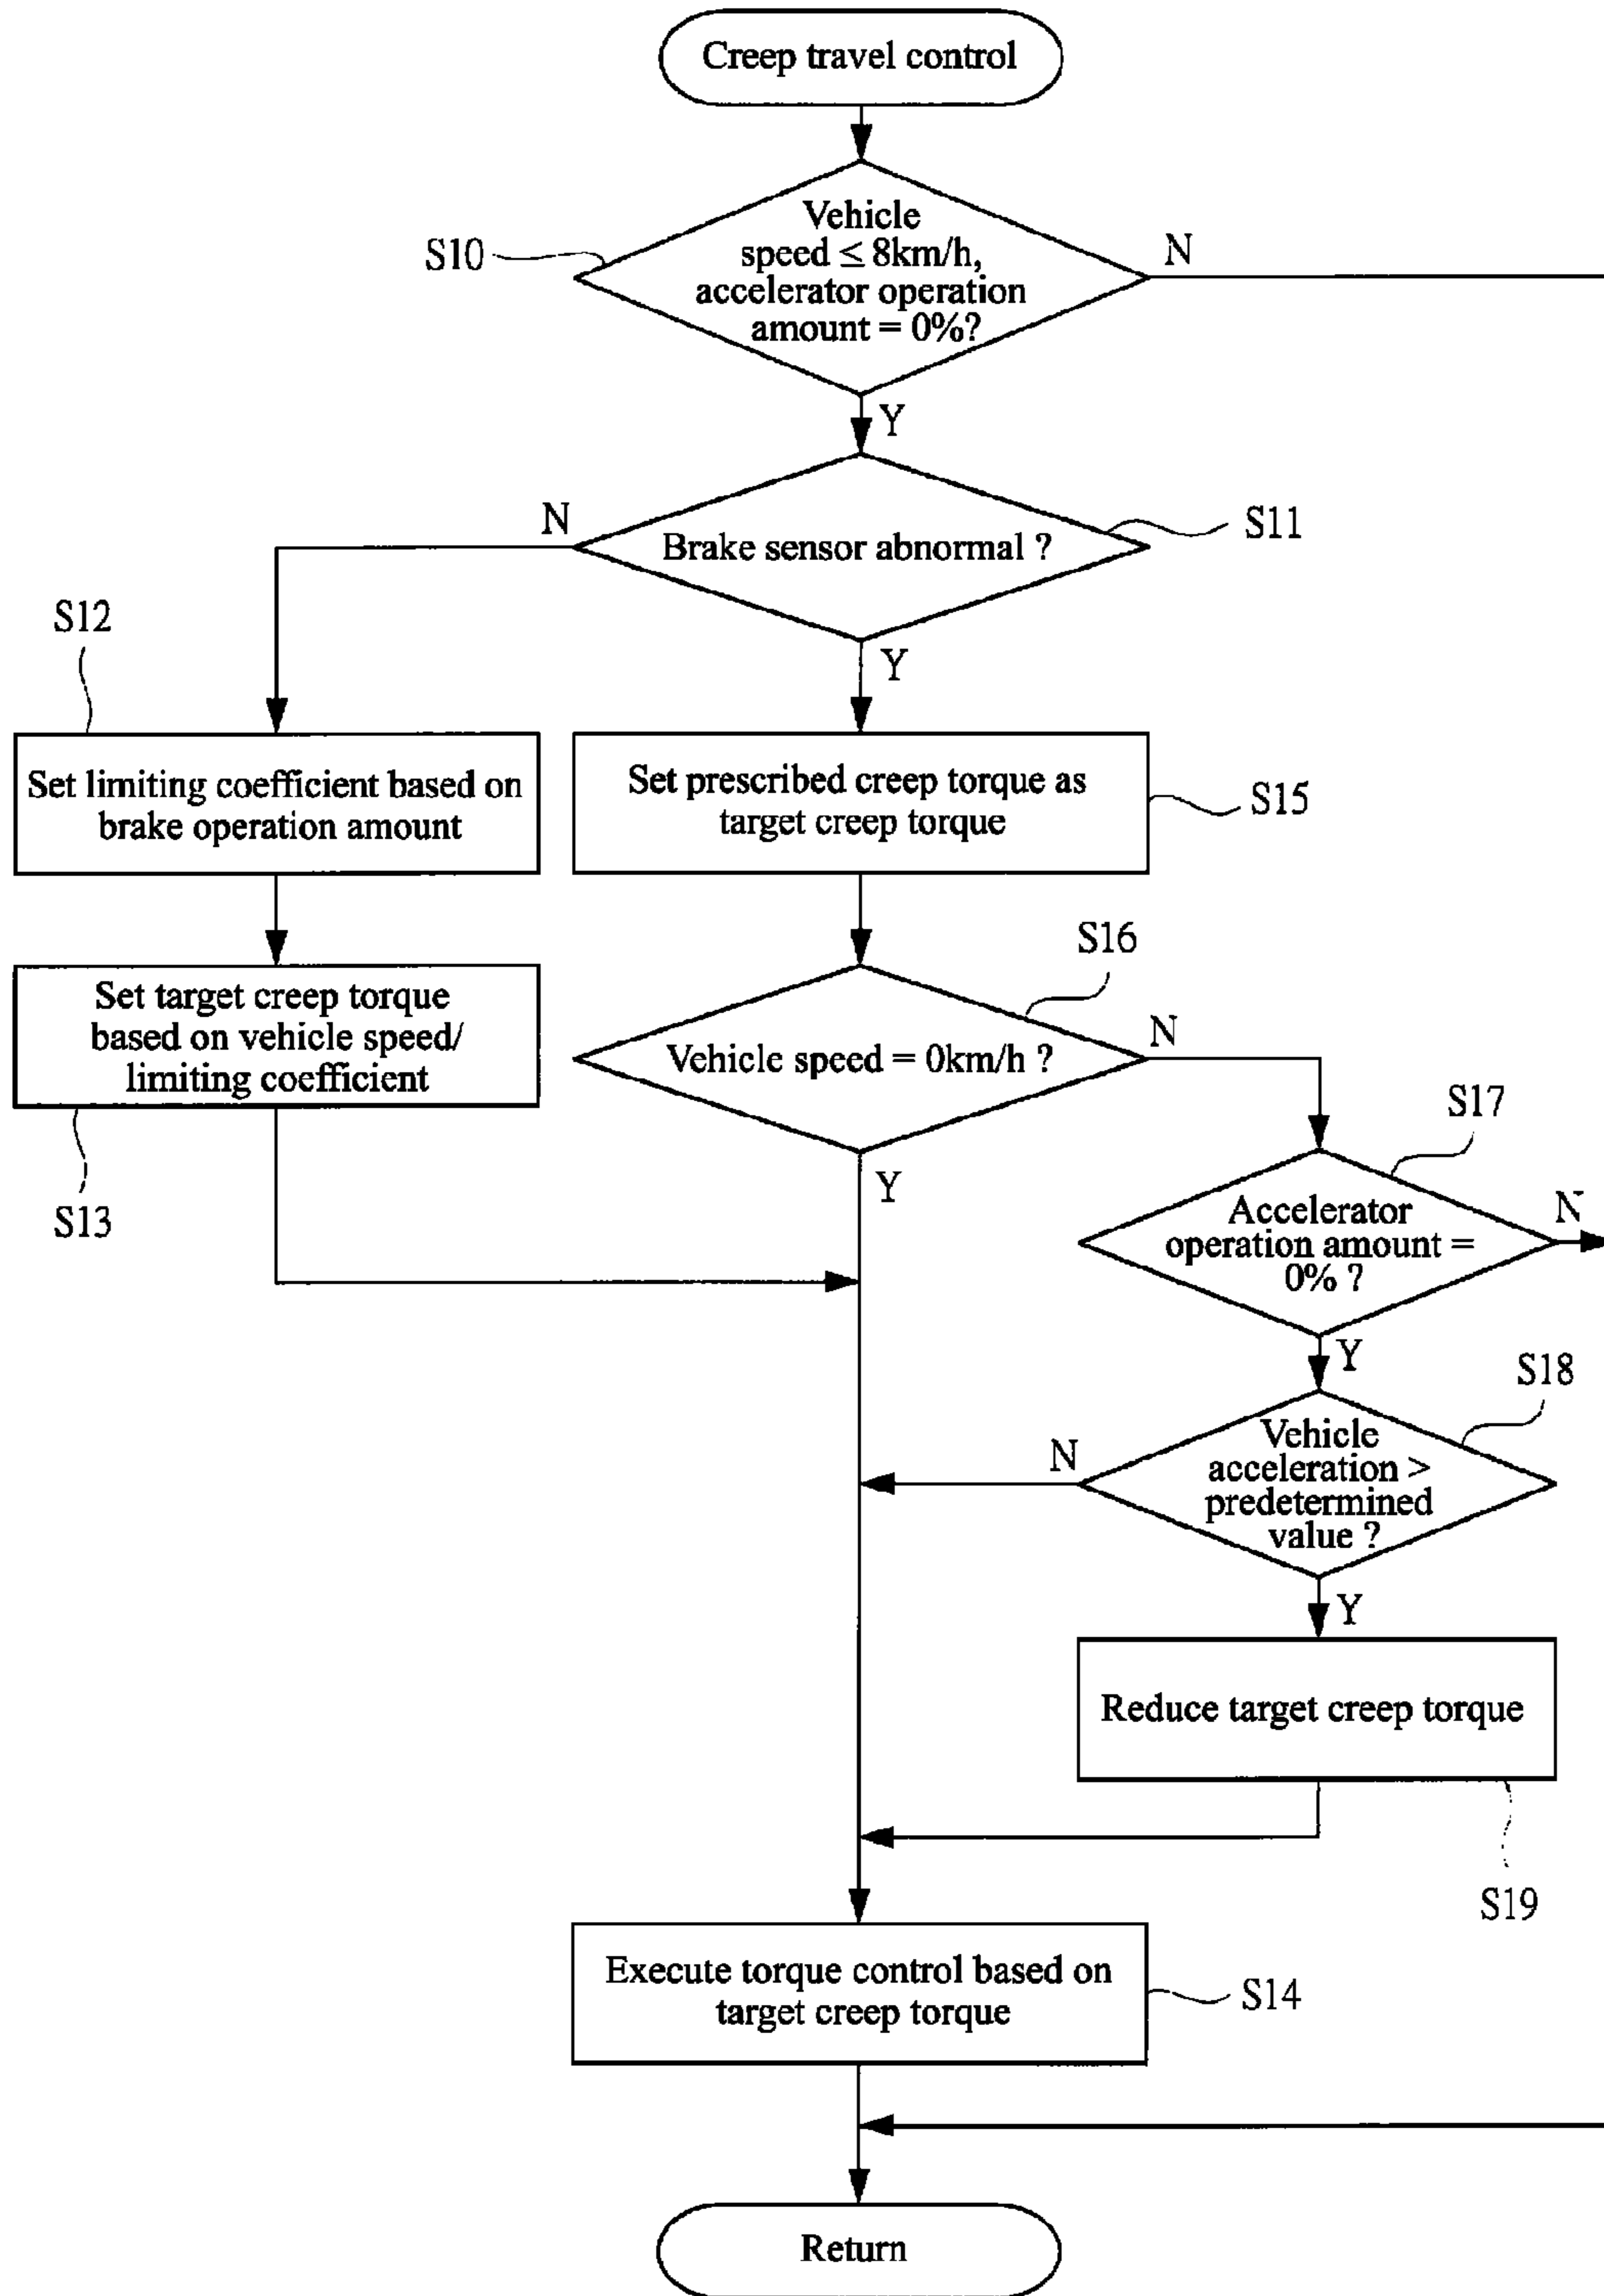 Creep travel control
Vehicle
speed ≤ 8km/h,
accelerator operation
amount = 0%?
S10
N
Y
Brake sensor abnormal ?
S11
N
Y
S12
Set limiting coefficient based on
brake operation amount
Set prescribed creep torque as
target creep torque
S15
S16
Set target creep torque
based on vehicle speed/
limiting coefficient
S13
Vehicle speed = 0km/h ?
N
Y
S17
Accelerator
operation amount =
0% ?
N
Y
S18
Vehicle
acceleration >
predetermined
value ?
N
Y
Reduce target creep torque
S19
Execute torque control based on
target creep torque
S14
Return